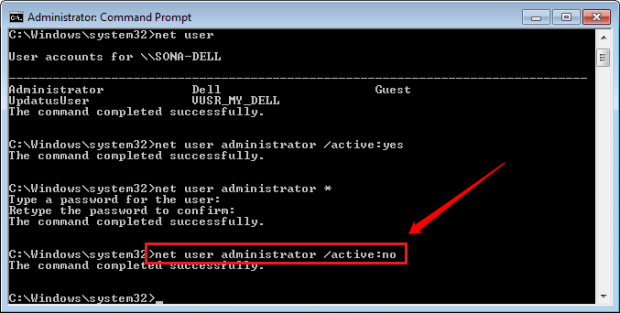 Administrator: Command Prompt
C:\Windows\system32>net user
User accounts for \\SONA-DELL
-------------------------------------------------------------------------------
Administrator Dell Guest
UpdatusUser VUSR_MY_DELL
The command completed successfully.
C:\Windows\system32>net user administrator /active:yes
The command completed successfully.
C:\Windows\system32>net user administrator *
Type a password for the user:
Retype the password to confirm:
The command completed successfully.
C:\Windows\system32>net user administrator /active:no
The command completed successfully.
C:\Windows\system32>_